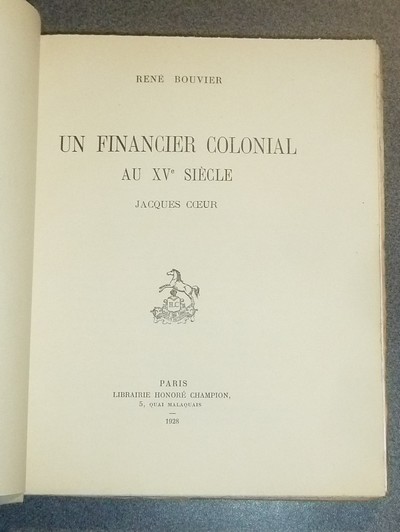 RENÉ BOUVIER
UN FINANCIER COLONIAL
AU XVe SIÈCLE
JACQUES CŒUR
PARIS
LIBRAIRIE HONORÉ CHAMPION,
5, QUAI MALAQUAIS
1928